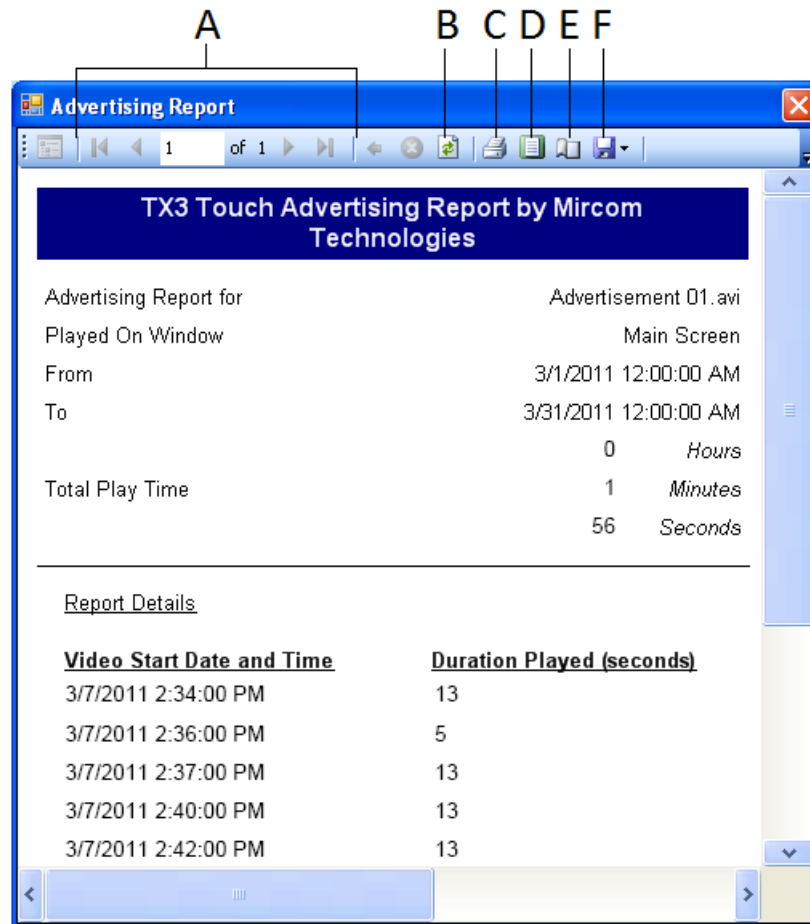 A B C D E F
Advertising Report
1 of 1
TX3 Touch Advertising Report by Mircom
Technologies
Advertising Report for Advertisement 01.avi
Played On Window Main Screen
From 3/1/2011 12:00:00 AM
To 3/31/2011 12:00:00 AM
0 Hours
Total Play Time 1 Minutes
56 Seconds
Report Details
Video Start Date and Time Duration Played (seconds)
3/7/2011 2:34:00 PM 13
3/7/2011 2:36:00 PM 5
3/7/2011 2:37:00 PM 13
3/7/2011 2:40:00 PM 13
3/7/2011 2:42:00 PM 13